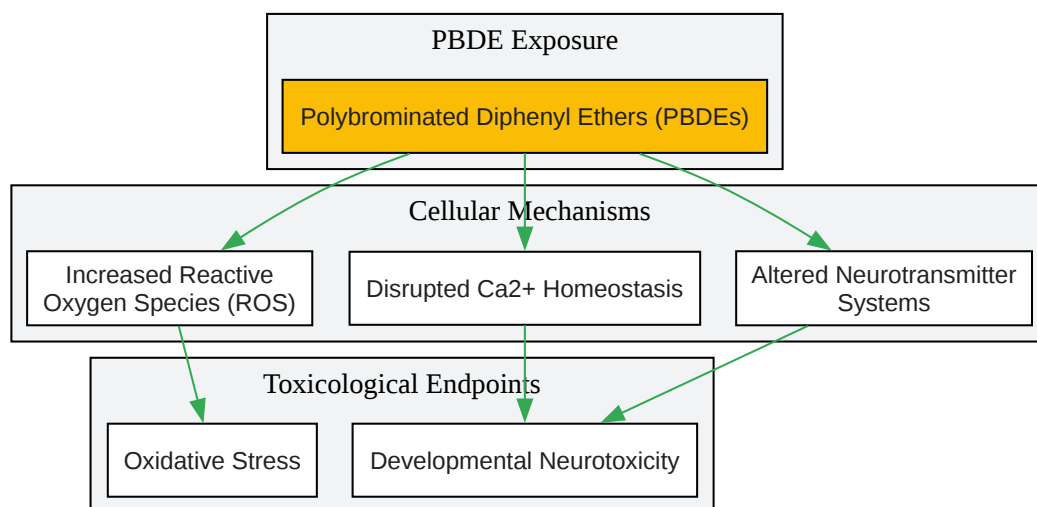 PBDE Exposure
Polybrominated Diphenyl Ethers (PBDEs)
Cellular Mechanisms
Increased Reactive
Oxygen Species (ROS)
Disrupted Ca2+ Homeostasis
Altered Neurotransmitter
Systems
Toxicological Endpoints
Oxidative Stress
Developmental Neurotoxicity